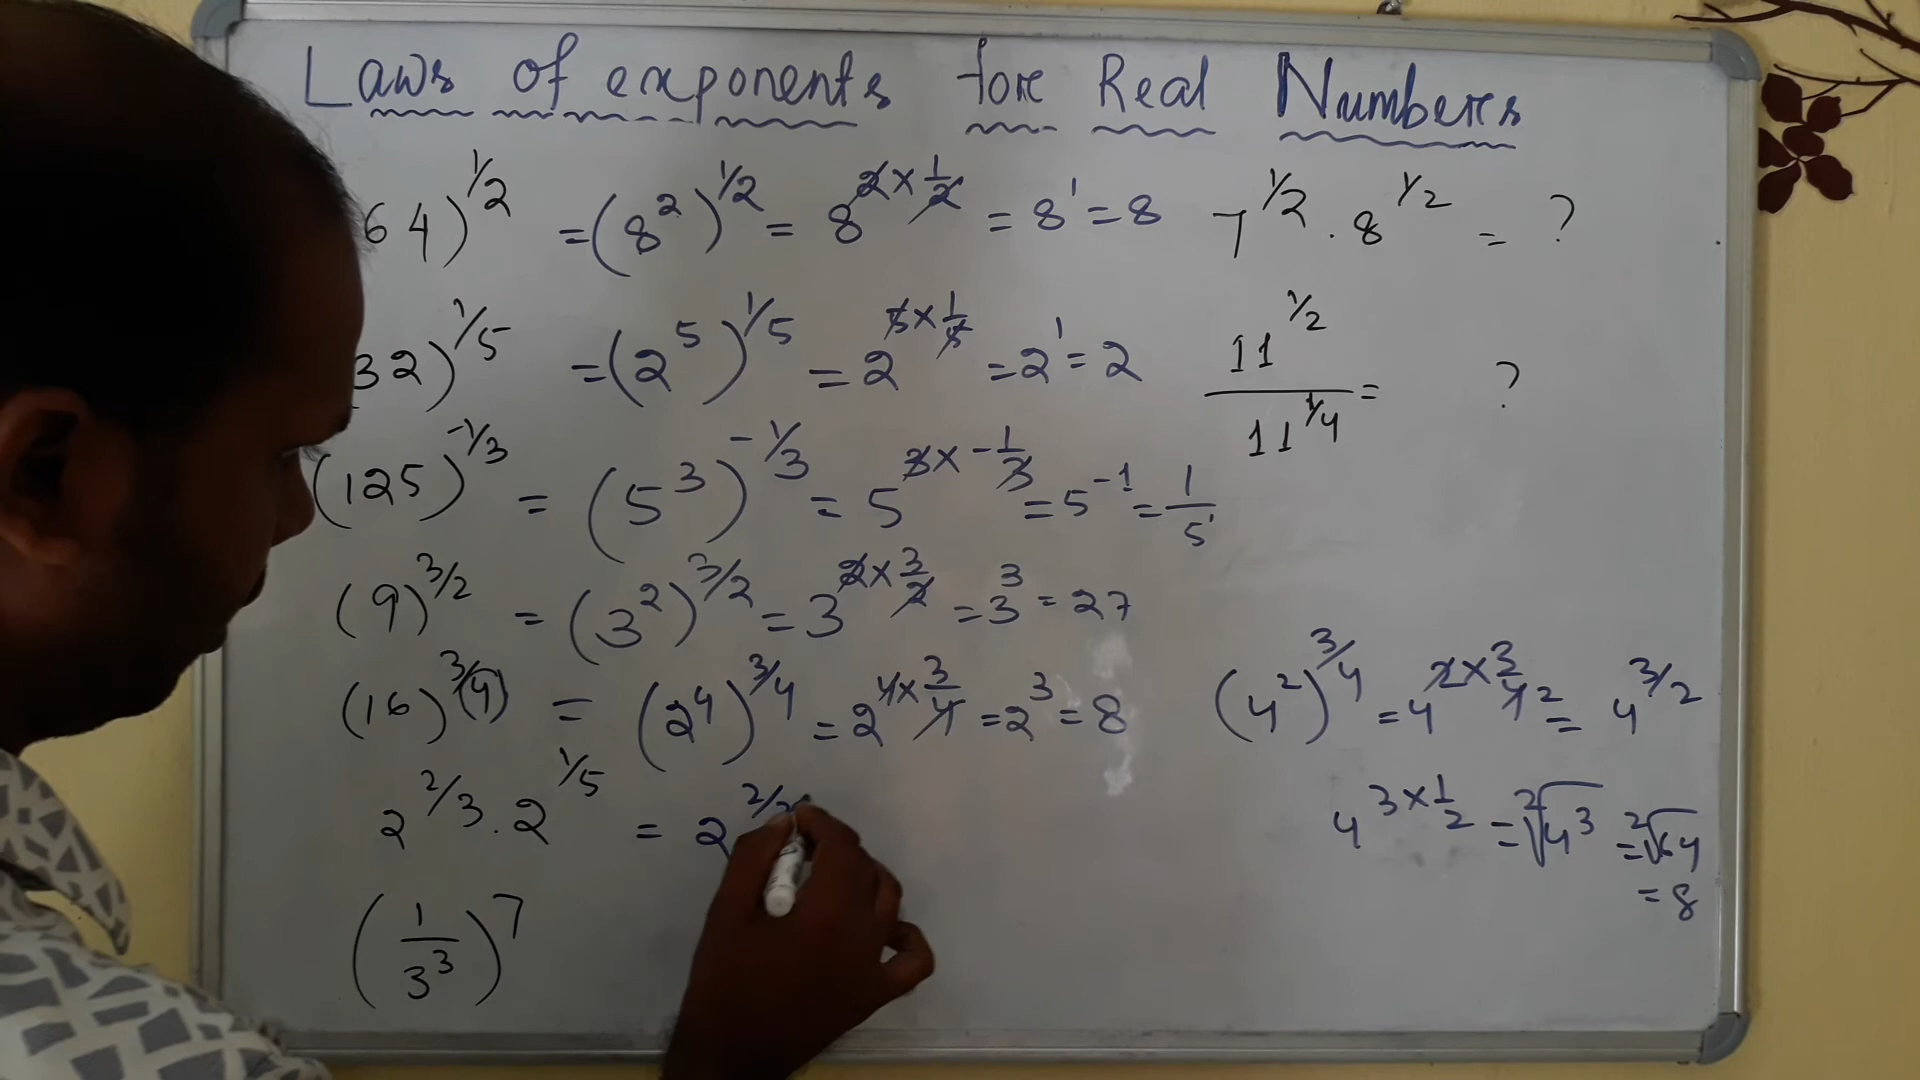 Laws of exponents fore Real Numberes
64)^1/2 = (8^2)^1/2 = 8^2×1/2 = 8^1 = 8
7^1/2 . 8^1/2 = ?
32)^1/5 = (2^5)^1/5 = 2^5×1/5 = 2^1 = 2
11^1/2 / 11^1/4 = ?
(125)^-1/3 = (5^3)^-1/3 = 5^3×-1/3 = 5^-1 = 1/5^1
(9)^3/2 = (3^2)^3/2 = 3^2×3/2 = 3^3 = 27
(16)^3/(4) = (2^4)^3/4 = 2^4×3/4 = 2^3 = 8
(4^2)^3/4 = 4^2×3/4 2 = 4^3/2
2^2/3 . 2^1/5 = 2^2/
4^3×1/2 = 2√4^3 = 2√64
= 8
(1/3^3)^7